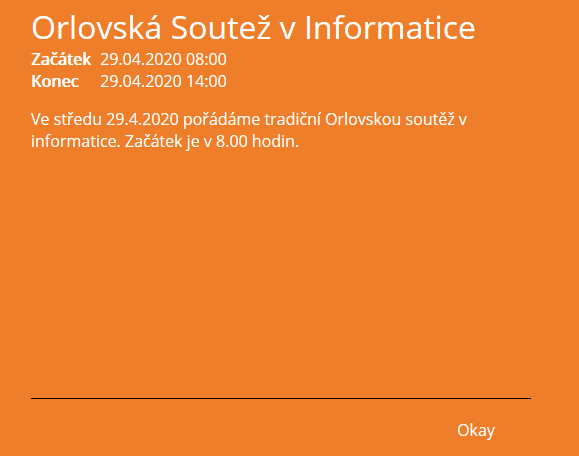 Orlovská Soutež v Informatice
Začátek 29.04.2020 08:00
Konec 29.04.2020 14:00
Ve středu 29.4.2020 pořádáme tradiční Orlovskou soutěž v
informatice. Začátek je v 8.00 hodin.
Okay